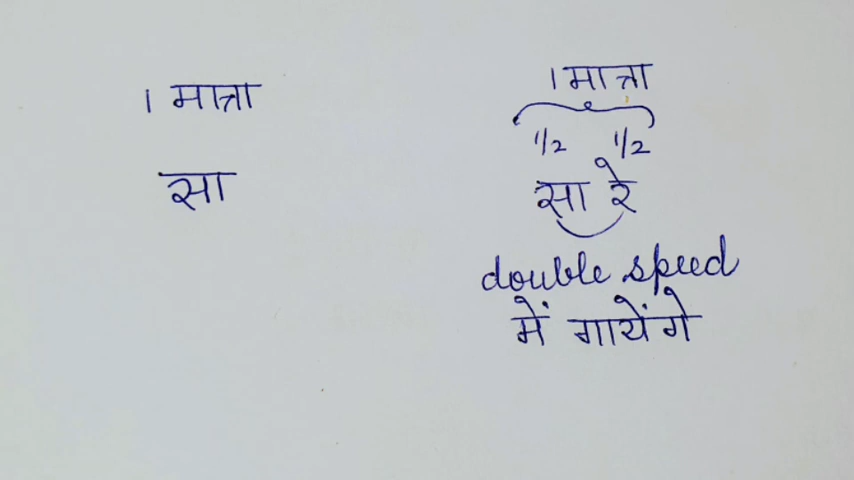 1 मात्रा
सा
1 मात्रा
1/2 1/2
सा रे
double speed
में गायेंगे